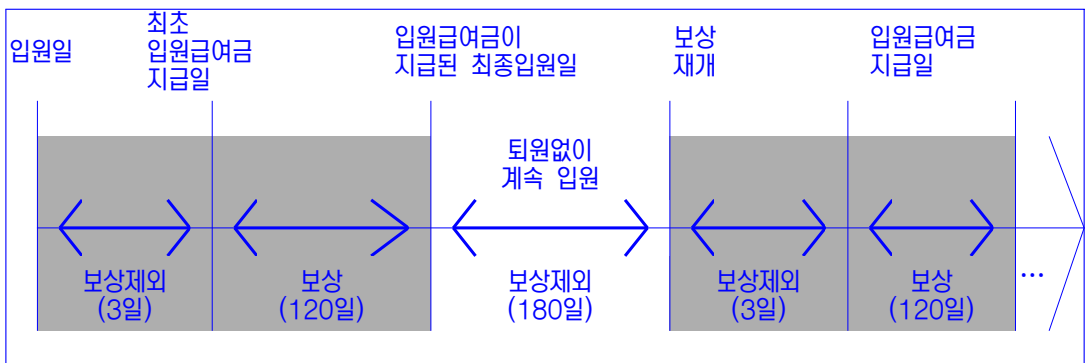 입원일
최초
입원급여금
지급일
입원급여금이
지급된 최종입원일
보상
재개
입원급여금
지급일
퇴원없이
계속 입원
보상제외
(3일)
보상
(120일)
보상제외
(180일)
보상제외
(3일)
보상
(120일)
…